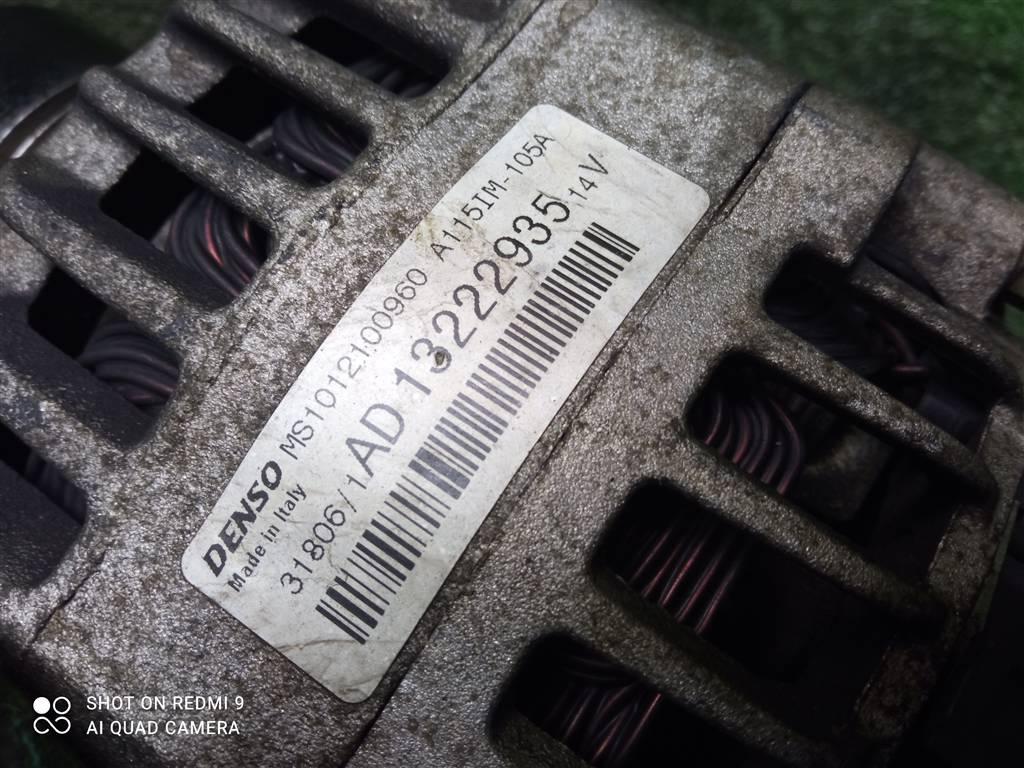 DENSO MS1012100960 A115IM-105A
Made in Italy
31806/1AD 13222935 14V
SHOT ON REDMI 9
AI QUAD CAMERA